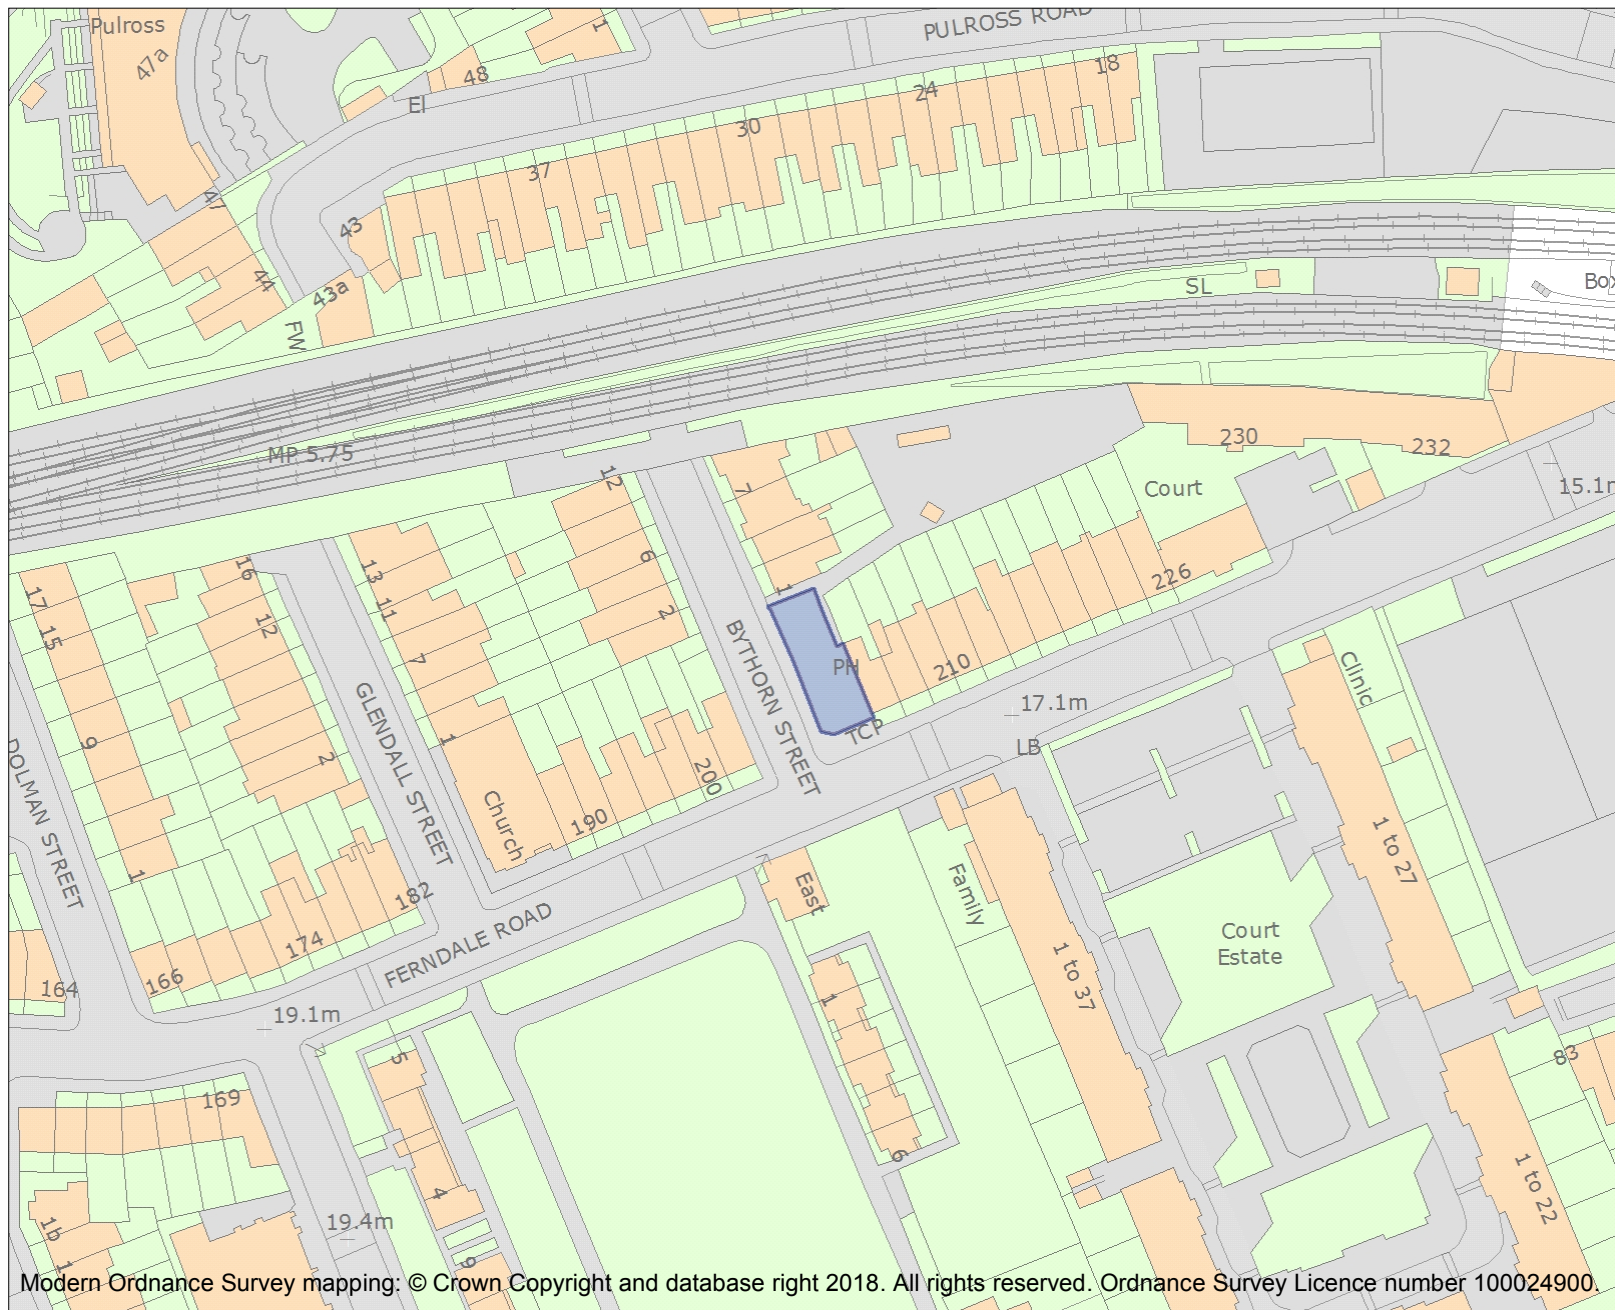 Pulross
47a
1
48
El
PULROSS ROAD
18
24
30
37
43
47
44
43a
FW
SL
Box
MP 5.75
12
7
230
232
Court
15.1m
17
15
16
12
13
11
6
2
1
226
7
PH
210
BYTHORN STREET
GLENDALL STREET
Clinic
17.1m
TCP
LB
9
2
1
200
DOLMAN STREET
Church
190
1
182
East
Family
1 to 27
174
FERNDALE ROAD
166
164
Court
Estate
1 to 37
1
19.1m
5
169
83
6
4
1 to 22
1b
19.4m
1
9
Modern Ordnance Survey mapping: © Crown Copyright and database right 2018. All rights reserved. Ordnance Survey Licence number 100024900.